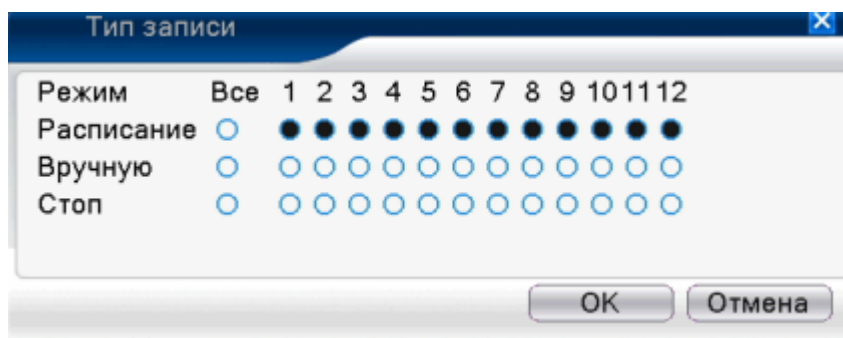 Тип записи
Режим Все 1 2 3 4 5 6 7 8 9 10 11 12
Расписание
Вручную
Стоп
OK Отмена